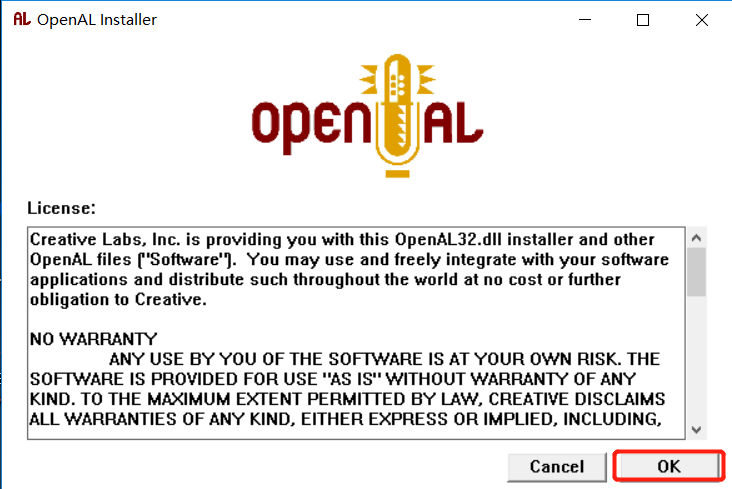 AL OpenAL Installer
OPEN AL
License:
Creative Labs, Inc. is providing you with this OpenAL32.dll installer and other
OpenAL files ("Software").  You may use and freely integrate with your software
applications and distribute such throughout the world at no cost or further
obligation to Creative.
NO WARRANTY
ANY USE BY YOU OF THE SOFTWARE IS AT YOUR OWN RISK. THE
SOFTWARE IS PROVIDED FOR USE "AS IS" WITHOUT WARRANTY OF ANY
KIND. TO THE MAXIMUM EXTENT PERMITTED BY LAW, CREATIVE DISCLAIMS
ALL WARRANTIES OF ANY KIND, EITHER EXPRESS OR IMPLIED, INCLUDING,
Cancel OK